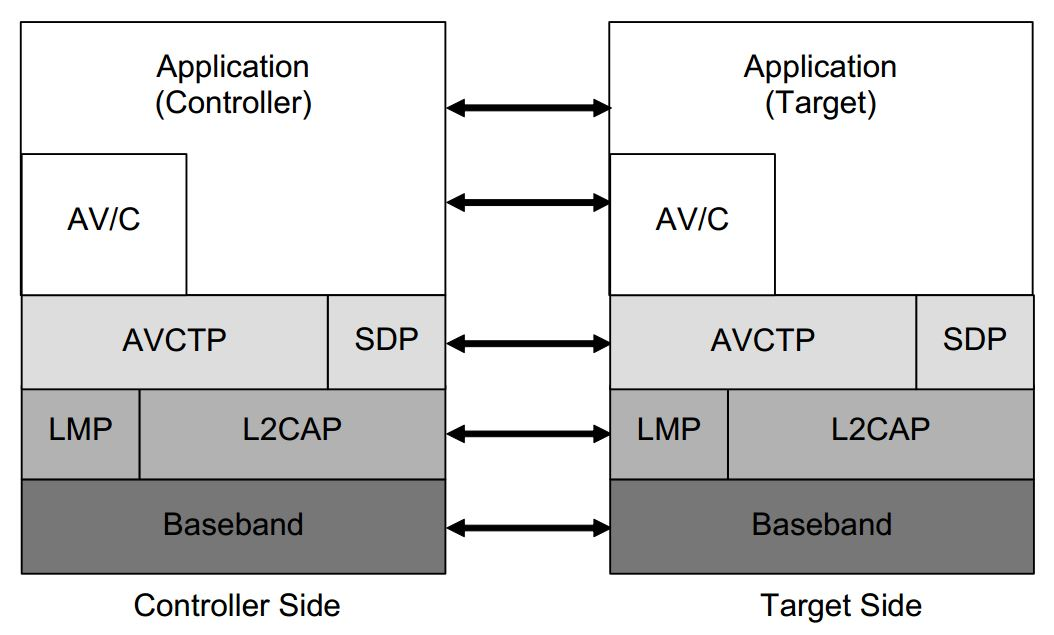 Application
(Controller)
AV/C
AVCTP
SDP
LMP
L2CAP
Baseband
Controller Side
Application
(Target)
AV/C
AVCTP
SDP
LMP
L2CAP
Baseband
Target Side